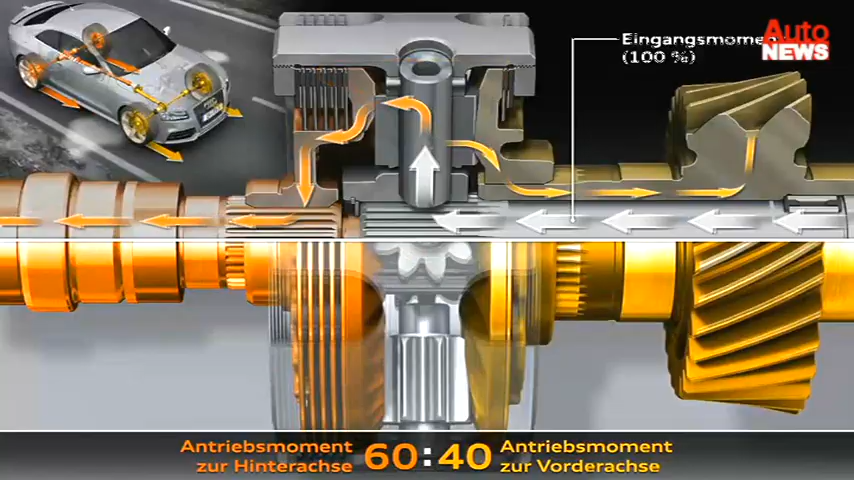 Eingangsmoment
(100 %)
Auto
NEWS
Antriebsmoment
zur Hinterachse
60:40
Antriebsmoment
zur Vorderachse